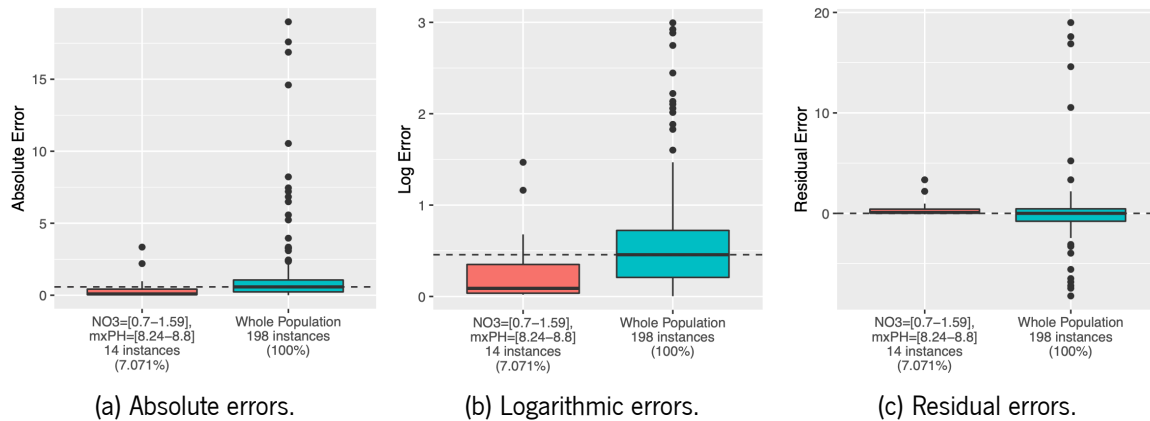 Absolute Error
15
10
5
0
NO3=[0.7−1.59],
mxPH=[8.24−8.8]
14 instances
(7.071%)
Whole Population
198 instances
(100%)
(a) Absolute errors.
Log Error
3
2
1
0
NO3=[0.7−1.59],
mxPH=[8.24−8.8]
14 instances
(7.071%)
Whole Population
198 instances
(100%)
(b) Logarithmic errors.
Residual Error
20
10
0
NO3=[0.7−1.59],
mxPH=[8.24−8.8]
14 instances
(7.071%)
Whole Population
198 instances
(100%)
(c) Residual errors.